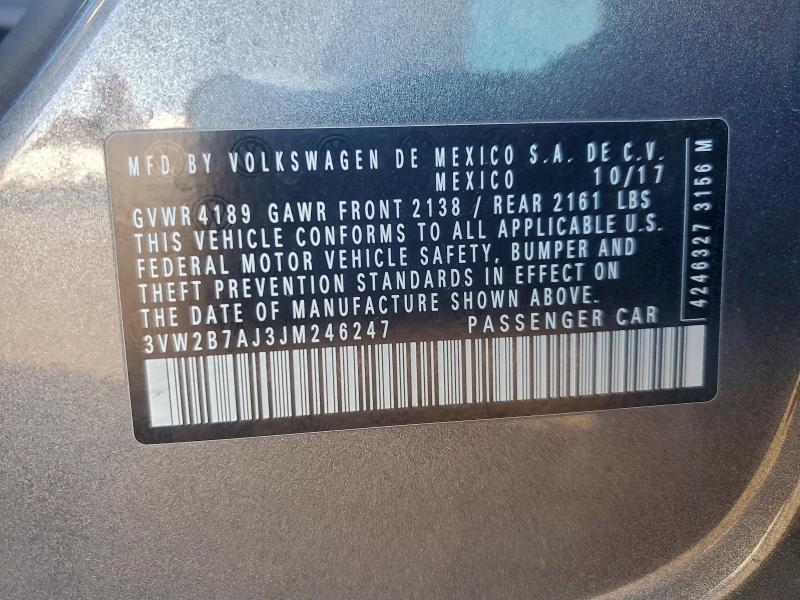 MFD. BY VOLKSWAGEN DE MEXICO S.A. DE C.V.
MEXICO 10/17
GVWR 4189 GAWR FRONT 2138 / REAR 2161 LBS
THIS VEHICLE CONFORMS TO ALL APPLICABLE U.S.
FEDERAL MOTOR VEHICLE SAFETY, BUMPER AND
THEFT PREVENTION STANDARDS IN EFFECT ON
THE DATE OF MANUFACTURE SHOWN ABOVE.
3VW2B7AJ3JM246247 PASSENGER CAR
4246327 3156 M